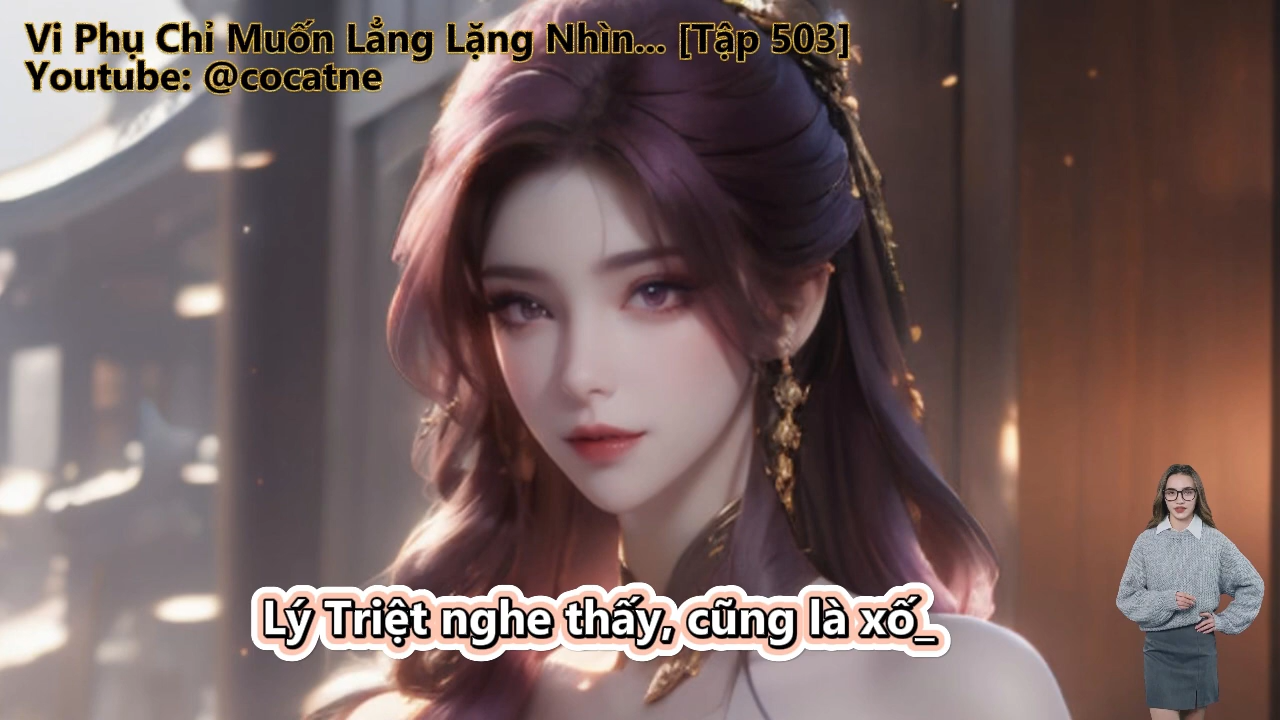 Vi Phụ Chỉ Muốn Lẳng Lặng Nhìn... [Tập 503]
Youtube: @cocatne
Lý Triệt nghe thấy, cũng là xố_